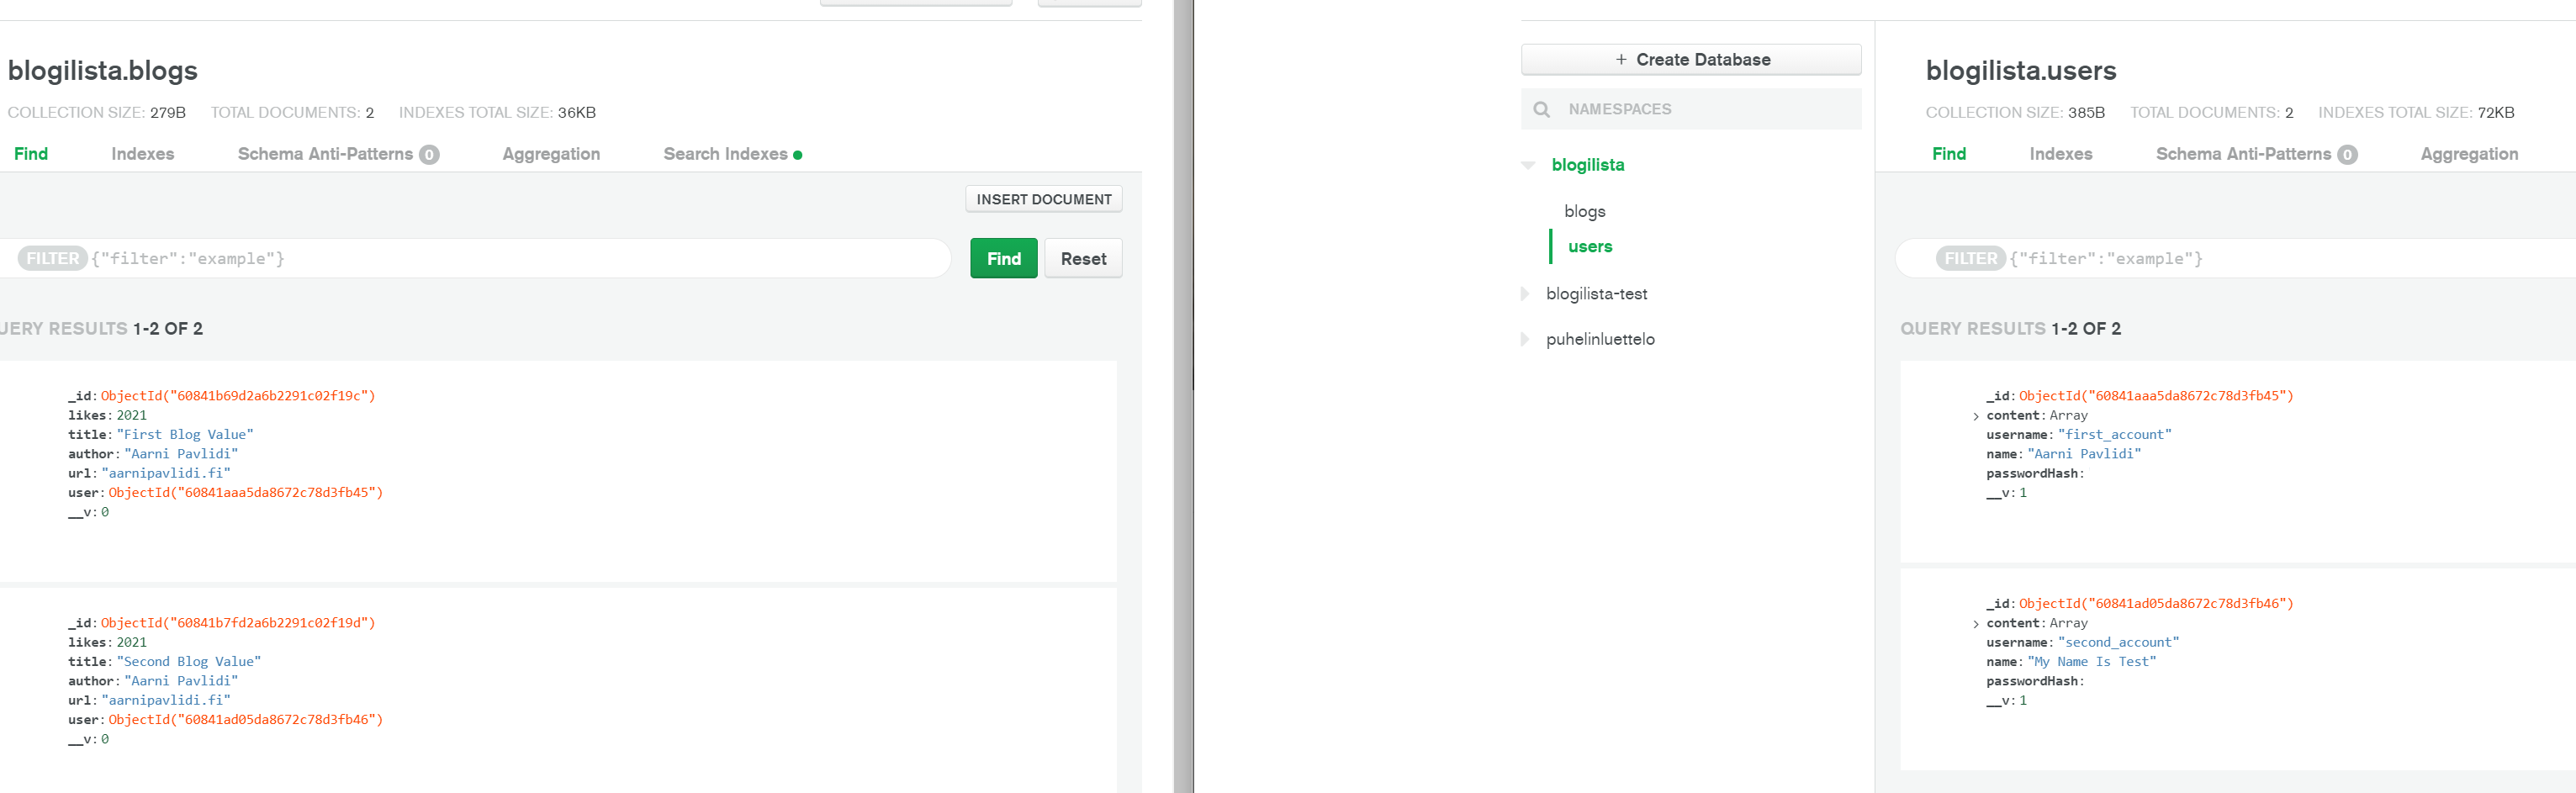 blogilista.blogs
COLLECTION SIZE: 279B TOTAL DOCUMENTS: 2 INDEXES TOTAL SIZE: 36KB
Find Indexes Schema Anti-Patterns 0 Aggregation Search Indexes
INSERT DOCUMENT
FILTER {"filter":"example"} Find Reset
UERY RESULTS 1-2 OF 2
_id: ObjectId("60841b69d2a6b2291c02f19c")
likes: 2021
title: "First Blog Value"
author: "Aarni Pavlidi"
url: "aarnipavlidi.fi"
user: ObjectId("60841aaa5da8672c78d3fb45")
__v: 0
_id: ObjectId("60841b7fd2a6b2291c02f19d")
likes: 2021
title: "Second Blog Value"
author: "Aarni Pavlidi"
url: "aarnipavlidi.fi"
user: ObjectId("60841ad05da8672c78d3fb46")
__v: 0
+ Create Database
NAMESPACES
blogilista
blogs
users
blogilista-test
puhelinluettelo
blogilista.users
COLLECTION SIZE: 385B TOTAL DOCUMENTS: 2 INDEXES TOTAL SIZE: 72KB
Find Indexes Schema Anti-Patterns 0 Aggregation
FILTER {"filter":"example"}
QUERY RESULTS 1-2 OF 2
_id: ObjectId("60841aaa5da8672c78d3fb45")
content: Array
username: "first_account"
name: "Aarni Pavlidi"
passwordHash:
__v: 1
_id: ObjectId("60841ad05da8672c78d3fb46")
content: Array
username: "second_account"
name: "My Name Is Test"
passwordHash:
__v: 1